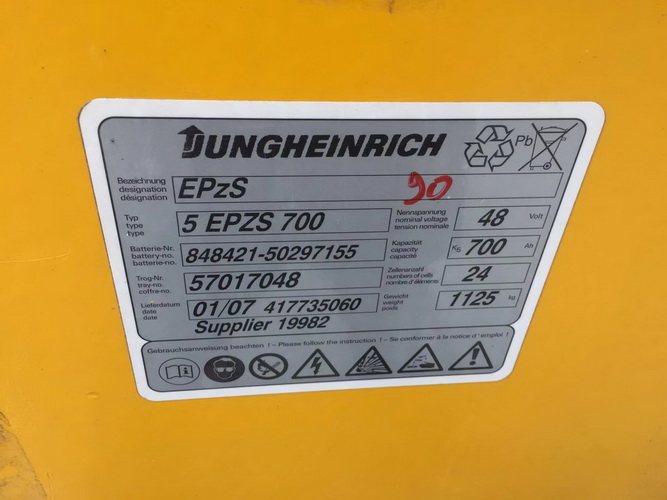 JUNGHEINRICH
Pb
Bezeichnung
designation
désignation
EPzS
90
Typ
type
type
5 EPZS 700
Nennspannung
nominal voltage
tension nominale
48 Volt
Batterie-Nr.
battery-no.
batterie-no.
848421-50297155
Kapazität
capacity
capacité
K5 700 Ah
Trog-Nr.
tray-no.
coffre-no.
57017048
Zellenanzahl
numbers of cells
nombre d'éléments
24
Lieferdatum
date
date
01/07 417735060
Supplier 19982
Gewicht
weight
poids
1125 kg
Gebrauchsanweisung beachten ! – Please follow the instruction ! – Se conformer à la notice d'emploi !